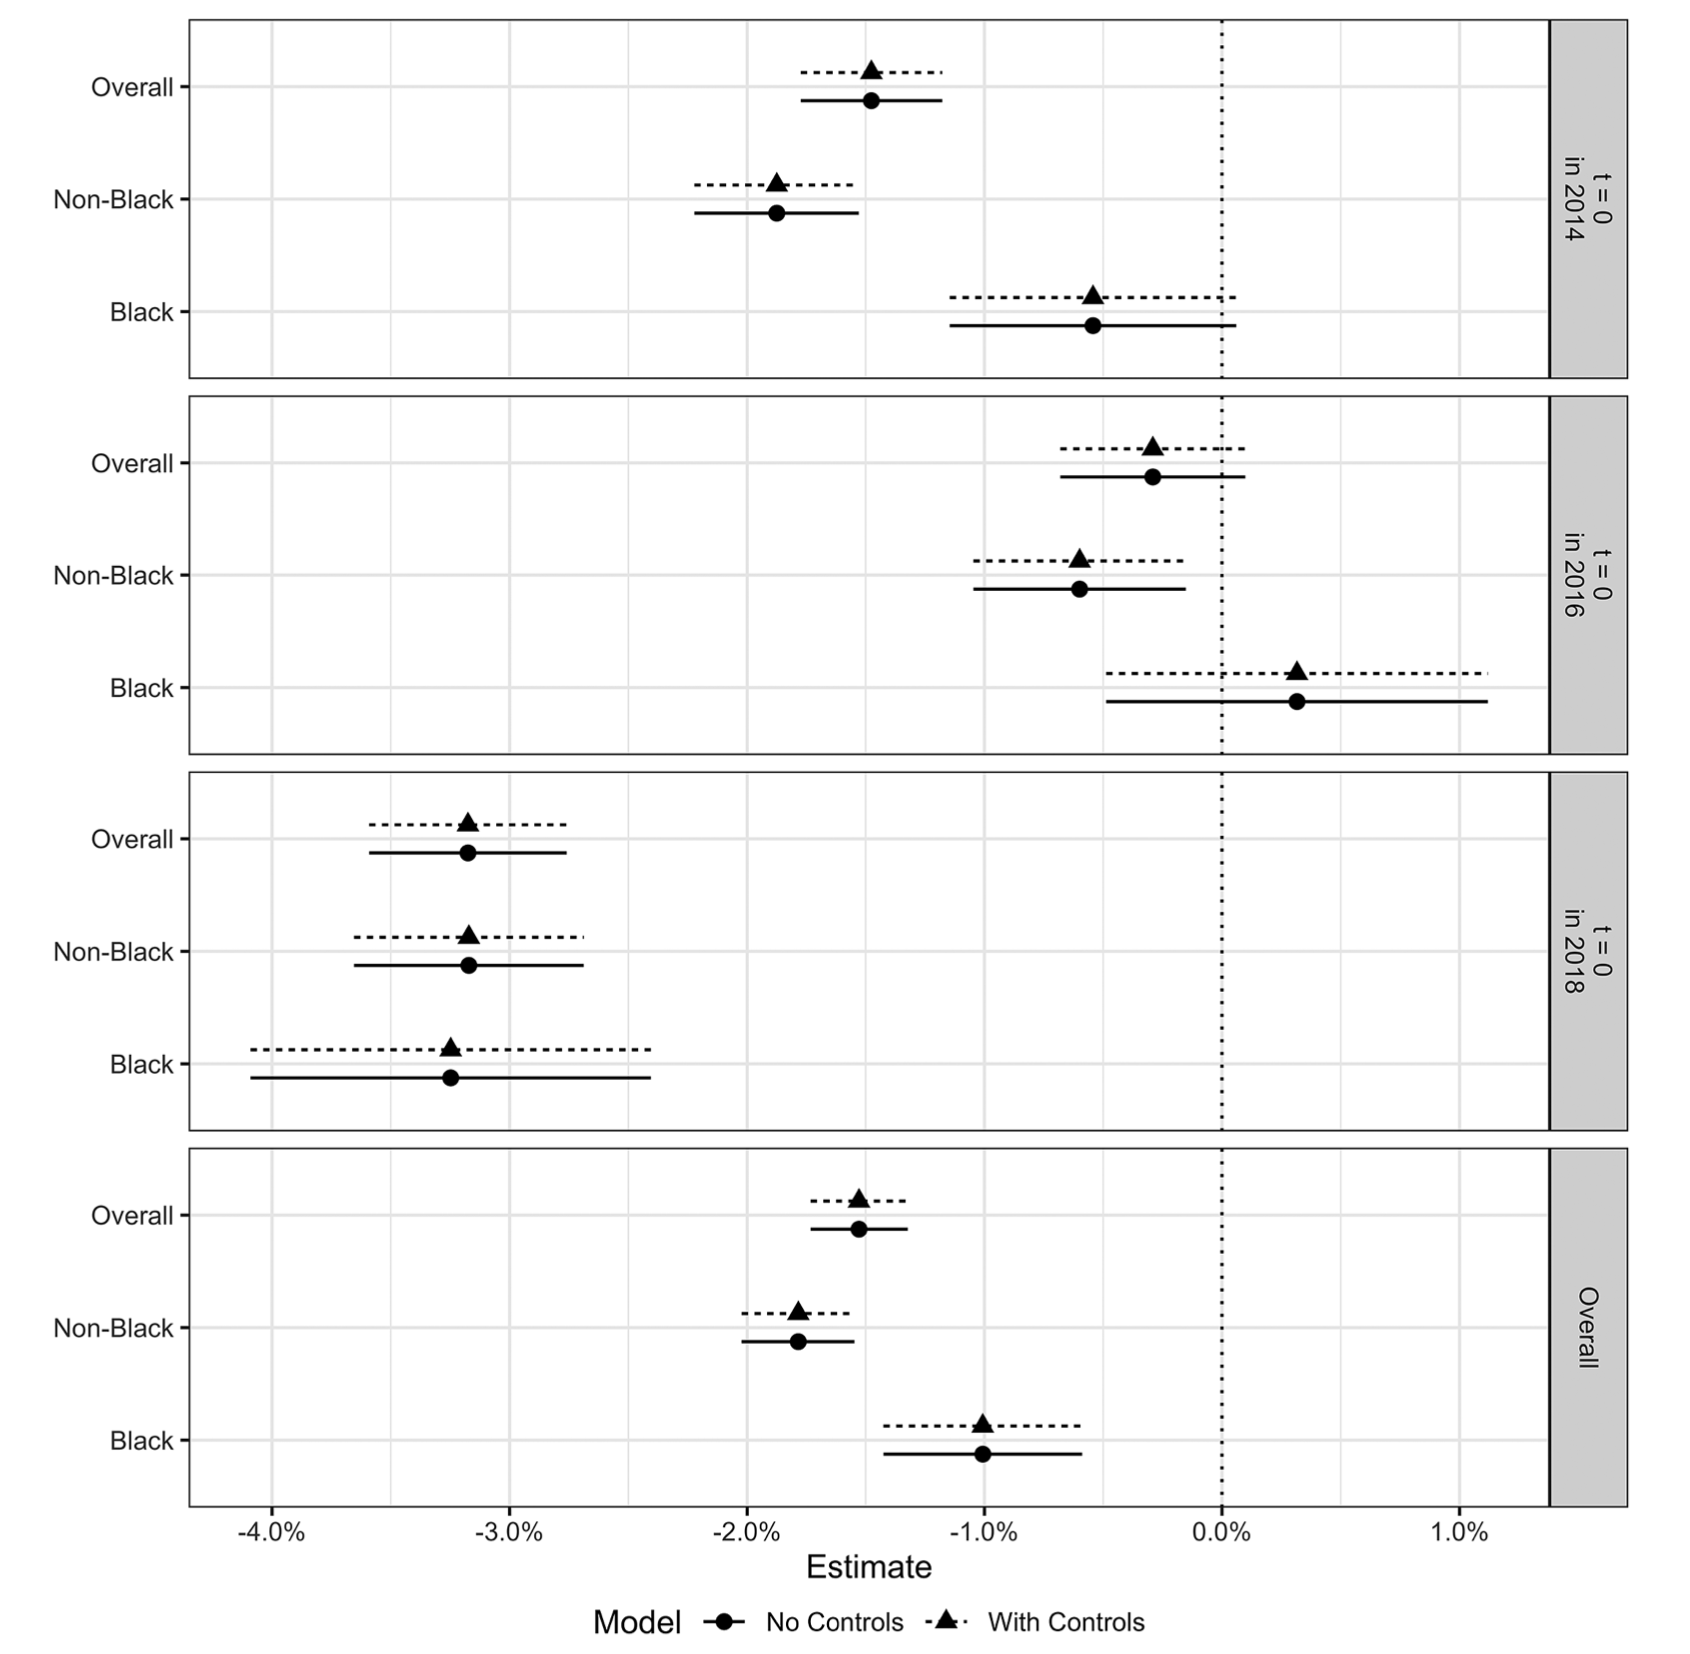 Overall
Non-Black
Black
t = 0
in 2014
Overall
Non-Black
Black
t = 0
in 2016
Overall
Non-Black
Black
t = 0
in 2018
Overall
Non-Black
Black
Overall
-4.0% -3.0% -2.0% -1.0% 0.0% 1.0%
Estimate
Model No Controls With Controls